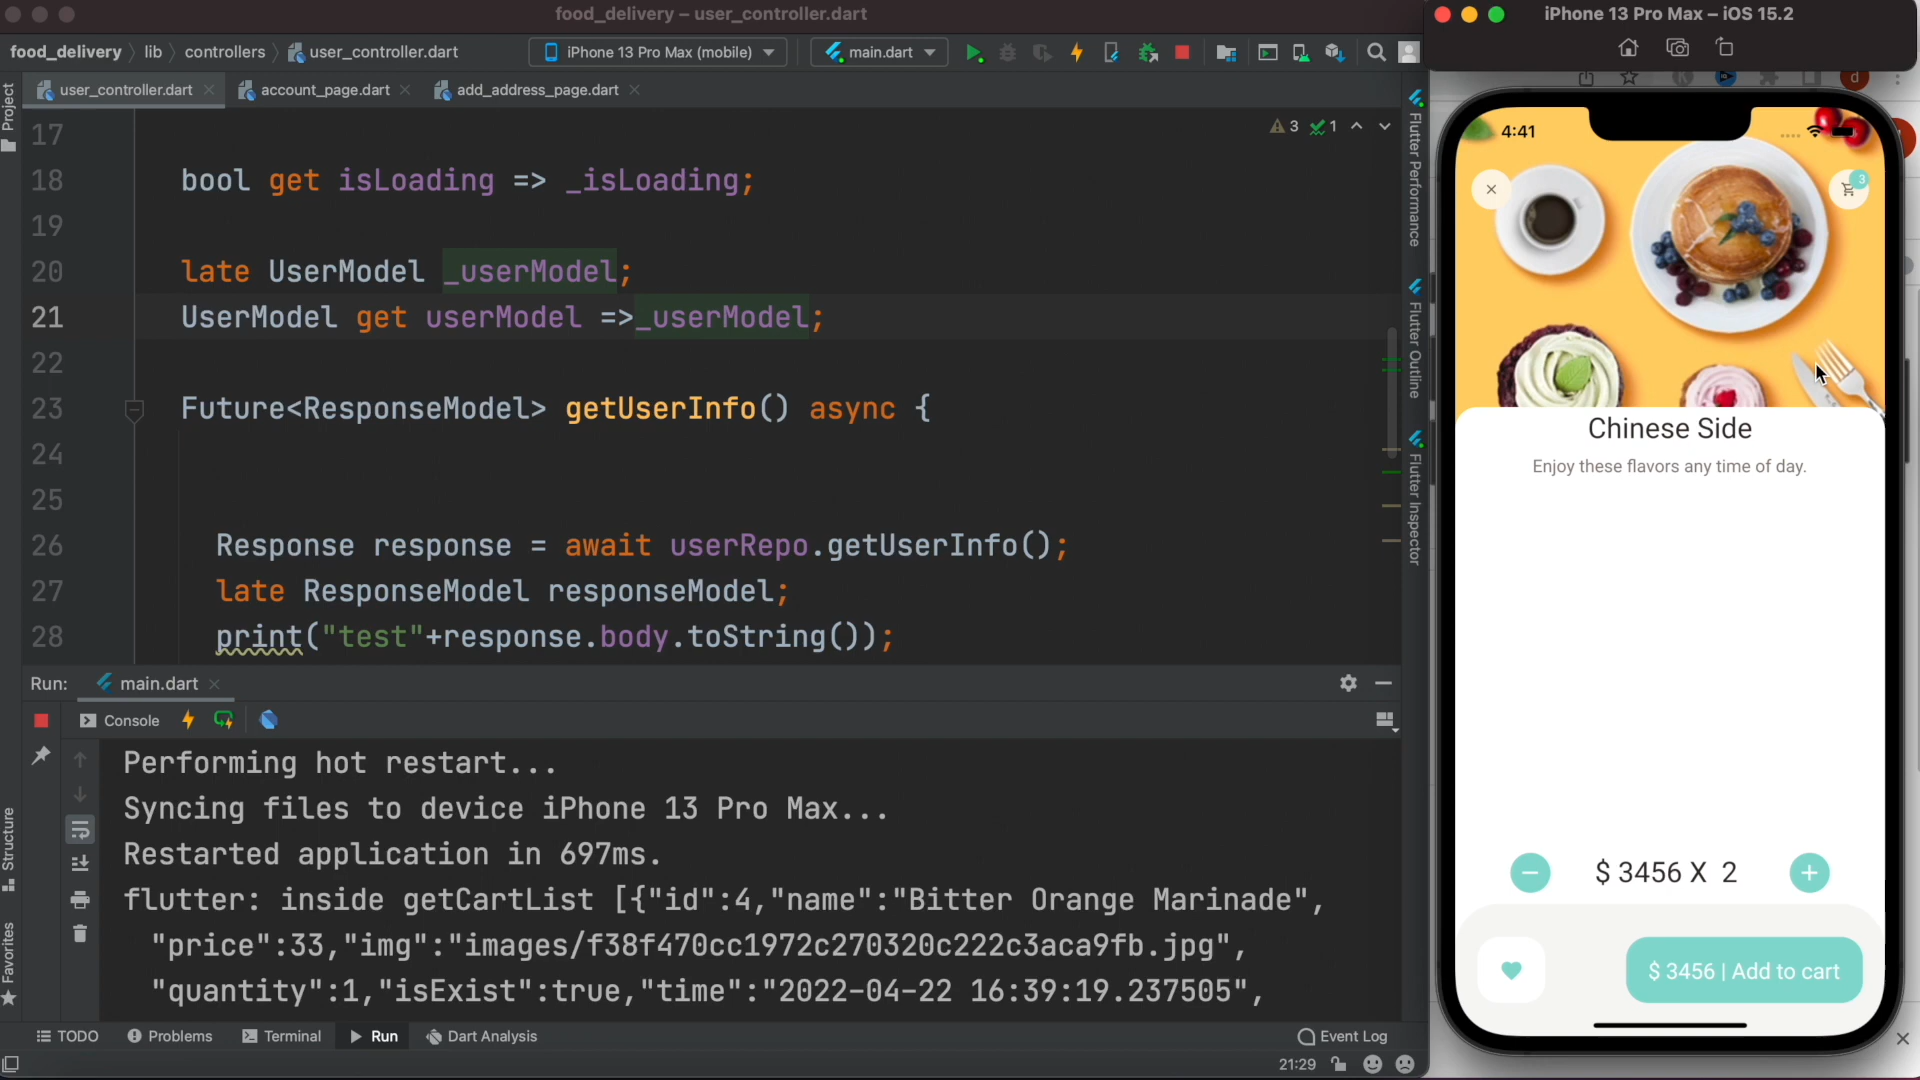 food_delivery – user_controller.dart
food_delivery
lib
controllers
user_controller.dart
iPhone 13 Pro Max (mobile)
main.dart
user_controller.dart
account_page.dart
add_address_page.dart
Project
17
18 bool get isLoading => _isLoading;
19
20 late UserModel _userModel;
21 UserModel get userModel =>_userModel;
22
23 Future<ResponseModel> getUserInfo() async {
24
25
26 Response response = await userRepo.getUserInfo();
27 late ResponseModel responseModel;
28 print("test"+response.body.toString());
3
1
Flutter Performance
Flutter Outline
Flutter Inspector
Run:
main.dart
Console
Performing hot restart...
Syncing files to device iPhone 13 Pro Max...
Restarted application in 697ms.
flutter: inside getCartList [{"id":4,"name":"Bitter Orange Marinade",
"price":33,"img":"images/f38f470cc1972c270320c222c3aca9fb.jpg",
"quantity":1,"isExist":true,"time":"2022-04-22 16:39:19.237505",
Structure
Favorites
TODO
Problems
Terminal
Run
Dart Analysis
Event Log
21:29
iPhone 13 Pro Max – iOS 15.2
d
4:41
3
Chinese Side
Enjoy these flavors any time of day.
$ 3456 X 2
$ 3456 | Add to cart